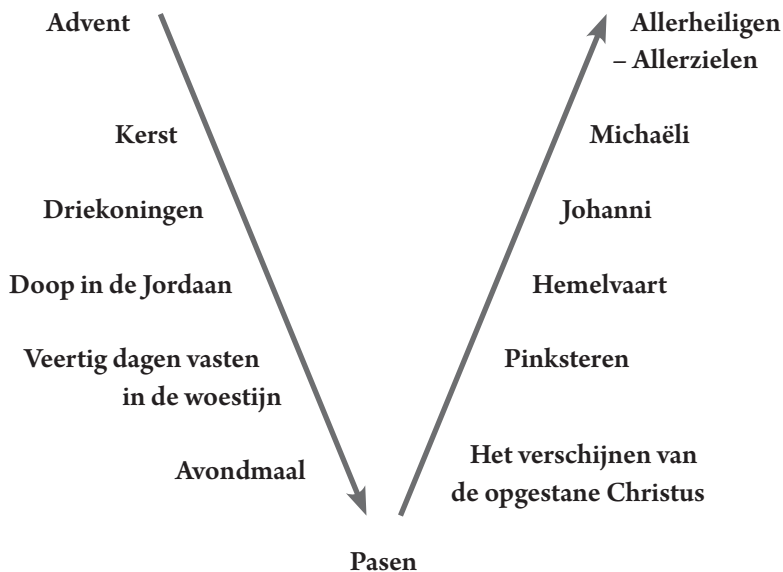 Advent
Kerst
Driekoningen
Doop in de Jordaan
Veertig dagen vasten
in de woestijn
Avondmaal
Pasen
Allerheiligen
– Allerzielen
Michaëli
Johanni
Hemelvaart
Pinksteren
Het verschijnen van
de opgestane Christus